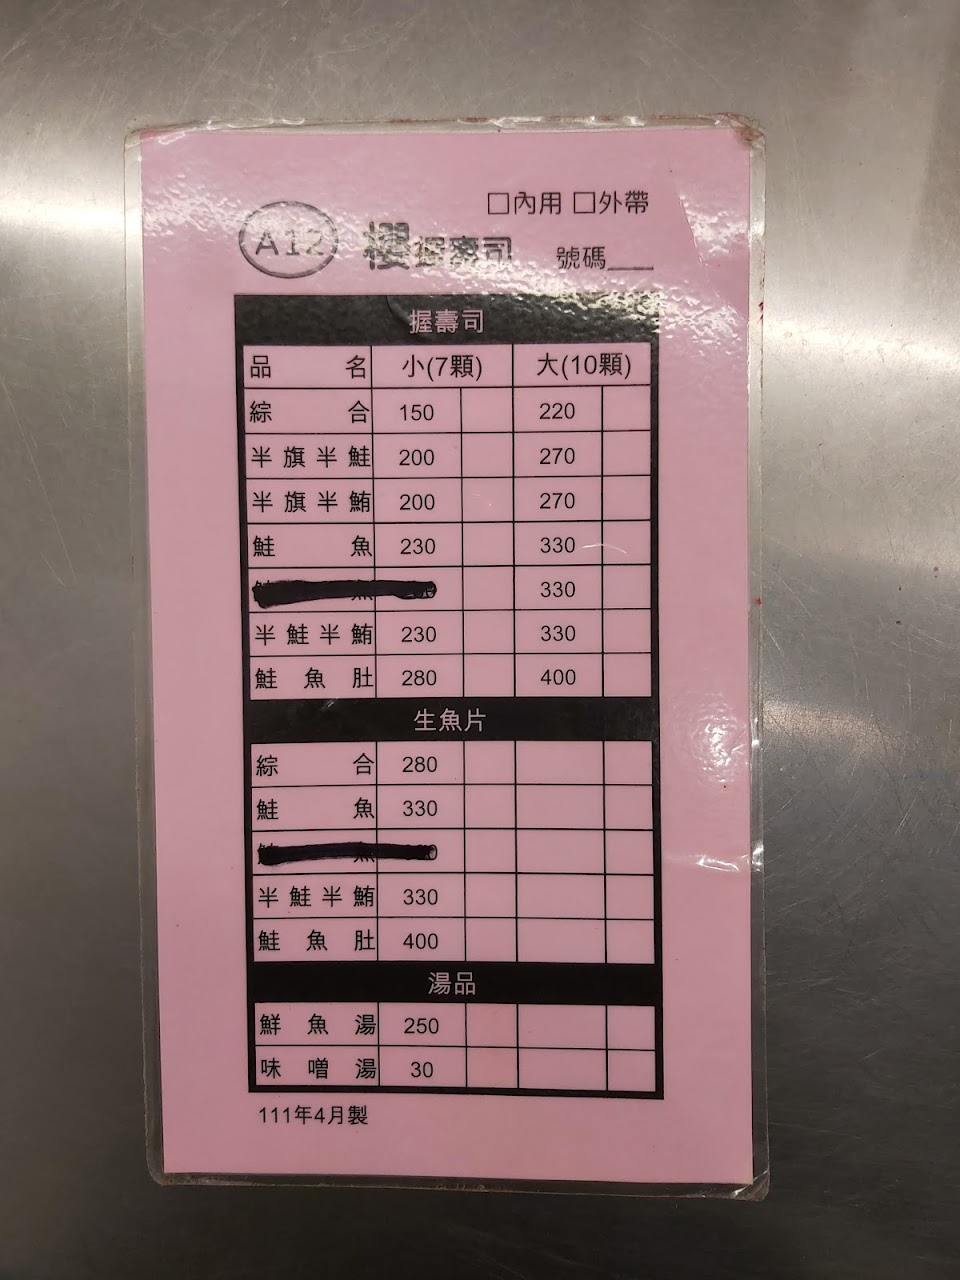 □內用 □外帶
A12 櫻握壽司 號碼___
握壽司
品名 小(7顆) 大(10顆)
綜合 150 220
半旗半鮭 200 270
半旗半鮪 200 270
鮭魚 230 330
330
半鮭半鮪 230 330
鮭魚肚 280 400
生魚片
綜合 280
鮭魚 330
半鮭半鮪 330
鮭魚肚 400
湯品
鮮魚湯 250
味噌湯 30
111年4月製